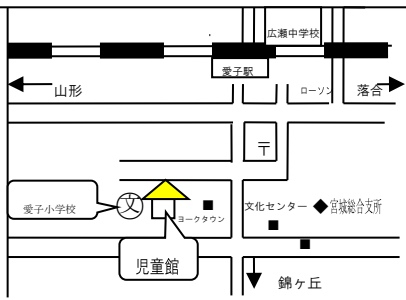 広瀬中学校
愛子駅
山形
ローソン
落合
〒
愛子小学校
文
ヨークタウン
文化センター
宮城総合支所
児童館
錦ヶ丘